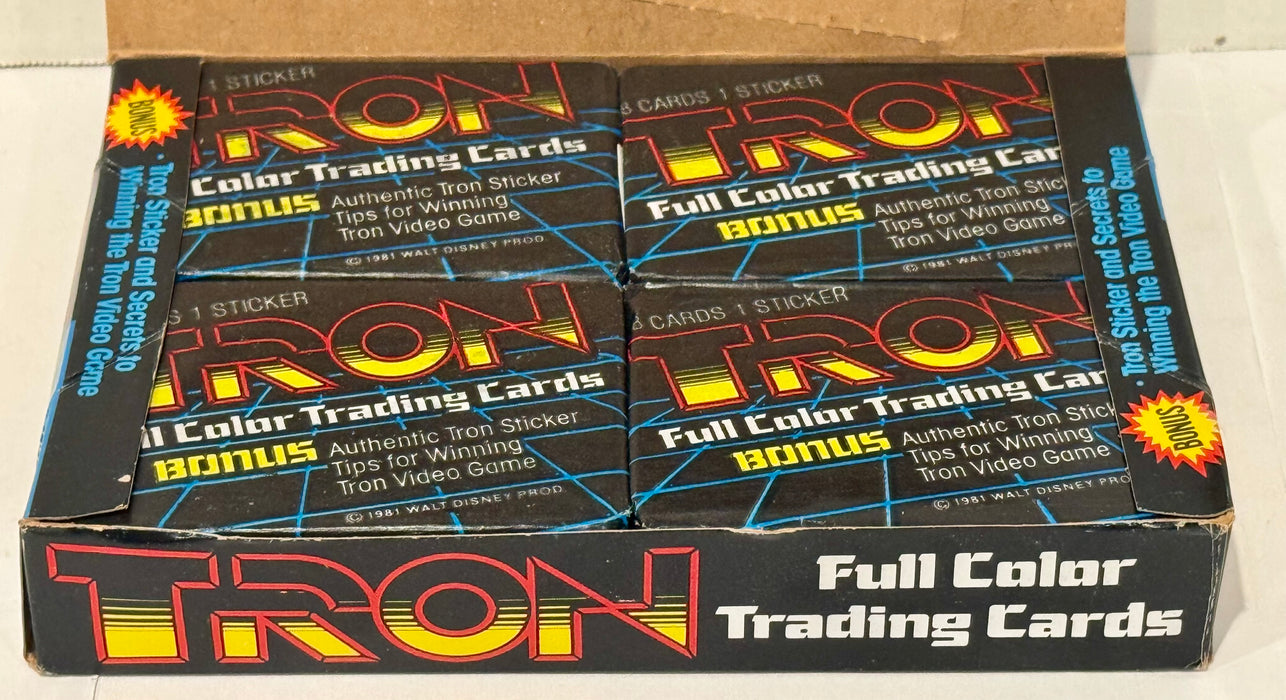 1 STICKER
TRON
Color Trading Cards
BONUS Authentic Tron Sticker
Tips for Winning
Tron Video Game
© 1981 WALT DISNEY PROD.
8 CARDS 1 STICKER
TRON
Full Color Trading Car
BONUS Authentic Tron Stic
Tips for Winning
Tron Video Game
© 1981 WALT DISNEY PR
S 1 STICKER
TRON
ll Color Trading Cards
BONUS Authentic Tron Sticker
Tips for Winning
Tron Video Game
© 1981 WALT DISNEY PROD.
8 CARDS 1 STICKER
TRON
Full Color Trading Car
BONUS Authentic Tron Stick
Tips for Winning
Tron Video Game
© 1981 WALT DISNEY PRO
BONUS
• Tron Sticker and Secrets to
Winning the Tron Video Game
BONUS
• Tron Sticker and Secrets to
Winning the Tron Video Game
TRON
Full Color
Trading Cards